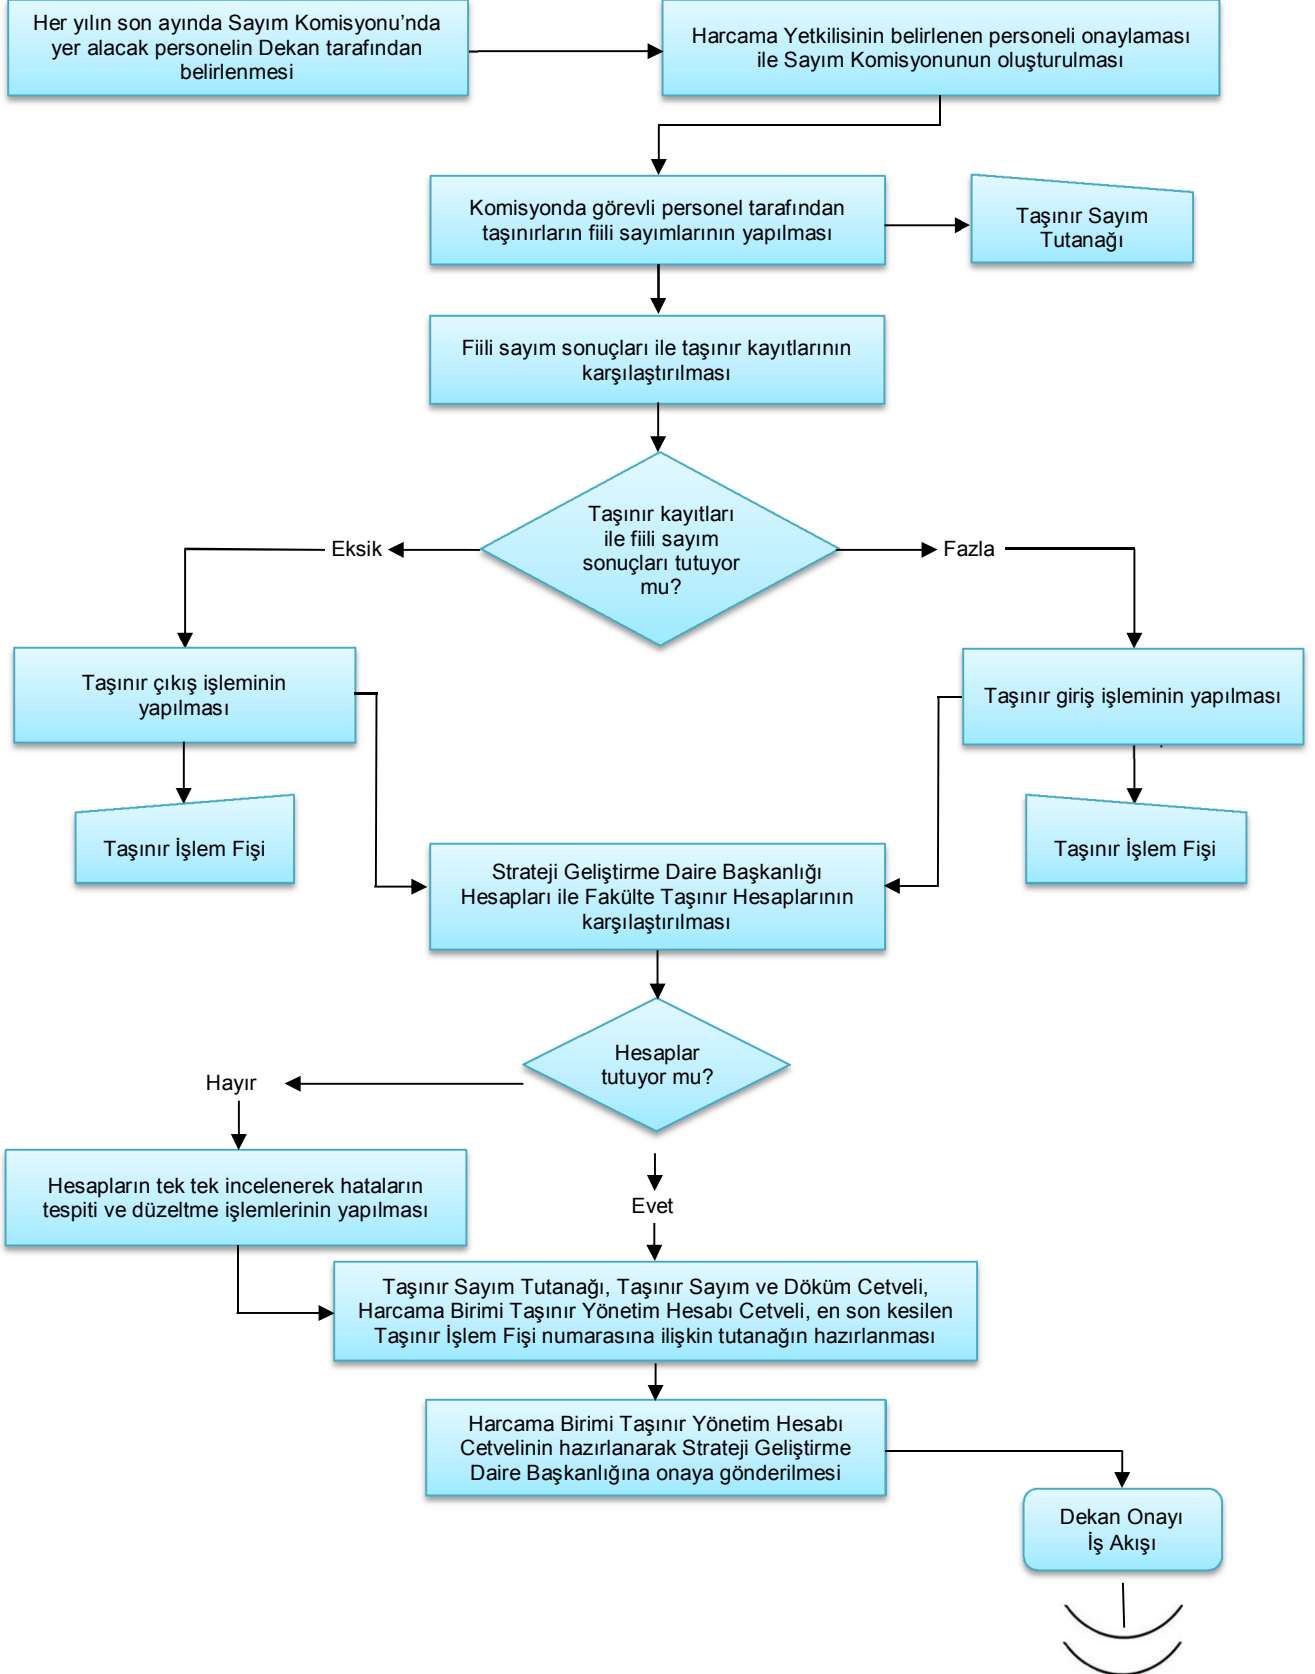 Her yılın son ayında Sayım Komisyonu’nda
yer alacak personelin Dekan tarafından
belirlenmesi
Harcama Yetkilisinin belirlenen personeli onaylaması
ile Sayım Komisyonunun oluşturulması
Komisyonda görevli personel tarafından
taşınırların fiili sayımlarının yapılması
Taşınır Sayım
Tutanağı
Fiili sayım sonuçları ile taşınır kayıtlarının
karşılaştırılması
Taşınır kayıtları
ile fiili sayım
sonuçları tutuyor
mu?
Eksik
Fazla
Taşınır çıkış işleminin
yapılması
Taşınır giriş işleminin yapılması
Taşınır İşlem Fişi
Taşınır İşlem Fişi
Strateji Geliştirme Daire Başkanlığı
Hesapları ile Fakülte Taşınır Hesaplarının
karşılaştırılması
Hesaplar
tutuyor mu?
Hayır
Hesapların tek tek incelenerek hataların
tespiti ve düzeltme işlemlerinin yapılması
Evet
Taşınır Sayım Tutanağı, Taşınır Sayım ve Döküm Cetveli,
Harcama Birimi Taşınır Yönetim Hesabı Cetveli, en son kesilen
Taşınır İşlem Fişi numarasına ilişkin tutanağın hazırlanması
Harcama Birimi Taşınır Yönetim Hesabı
Cetvelinin hazırlanarak Strateji Geliştirme
Daire Başkanlığına onaya gönderilmesi
Dekan Onayı
İş Akışı